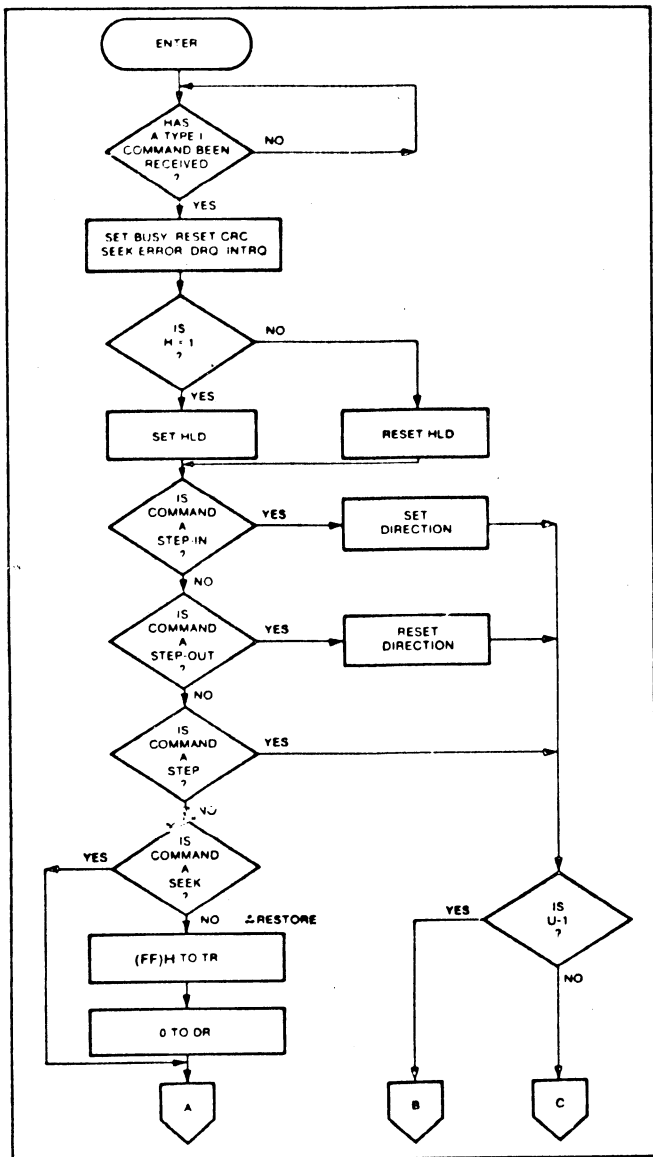 ENTER
HAS
A TYPE I
COMMAND BEEN
RECEIVED
?
NO
YES
SET BUSY RESET CRC
SEEK ERROR DRQ INTRQ
IS
H = 1
?
NO
YES
SET HLD
RESET HLD
IS
COMMAND
A
STEP-IN
?
YES
SET
DIRECTION
NO
IS
COMMAND
A
STEP-OUT
?
YES
RESET
DIRECTION
NO
IS
COMMAND
A
STEP
?
YES
NO
IS
COMMAND
A
SEEK
?
YES
NO
RESTORE
IS
U-1
?
YES
NO
(FF)H TO TR
0 TO DR
A
B
C